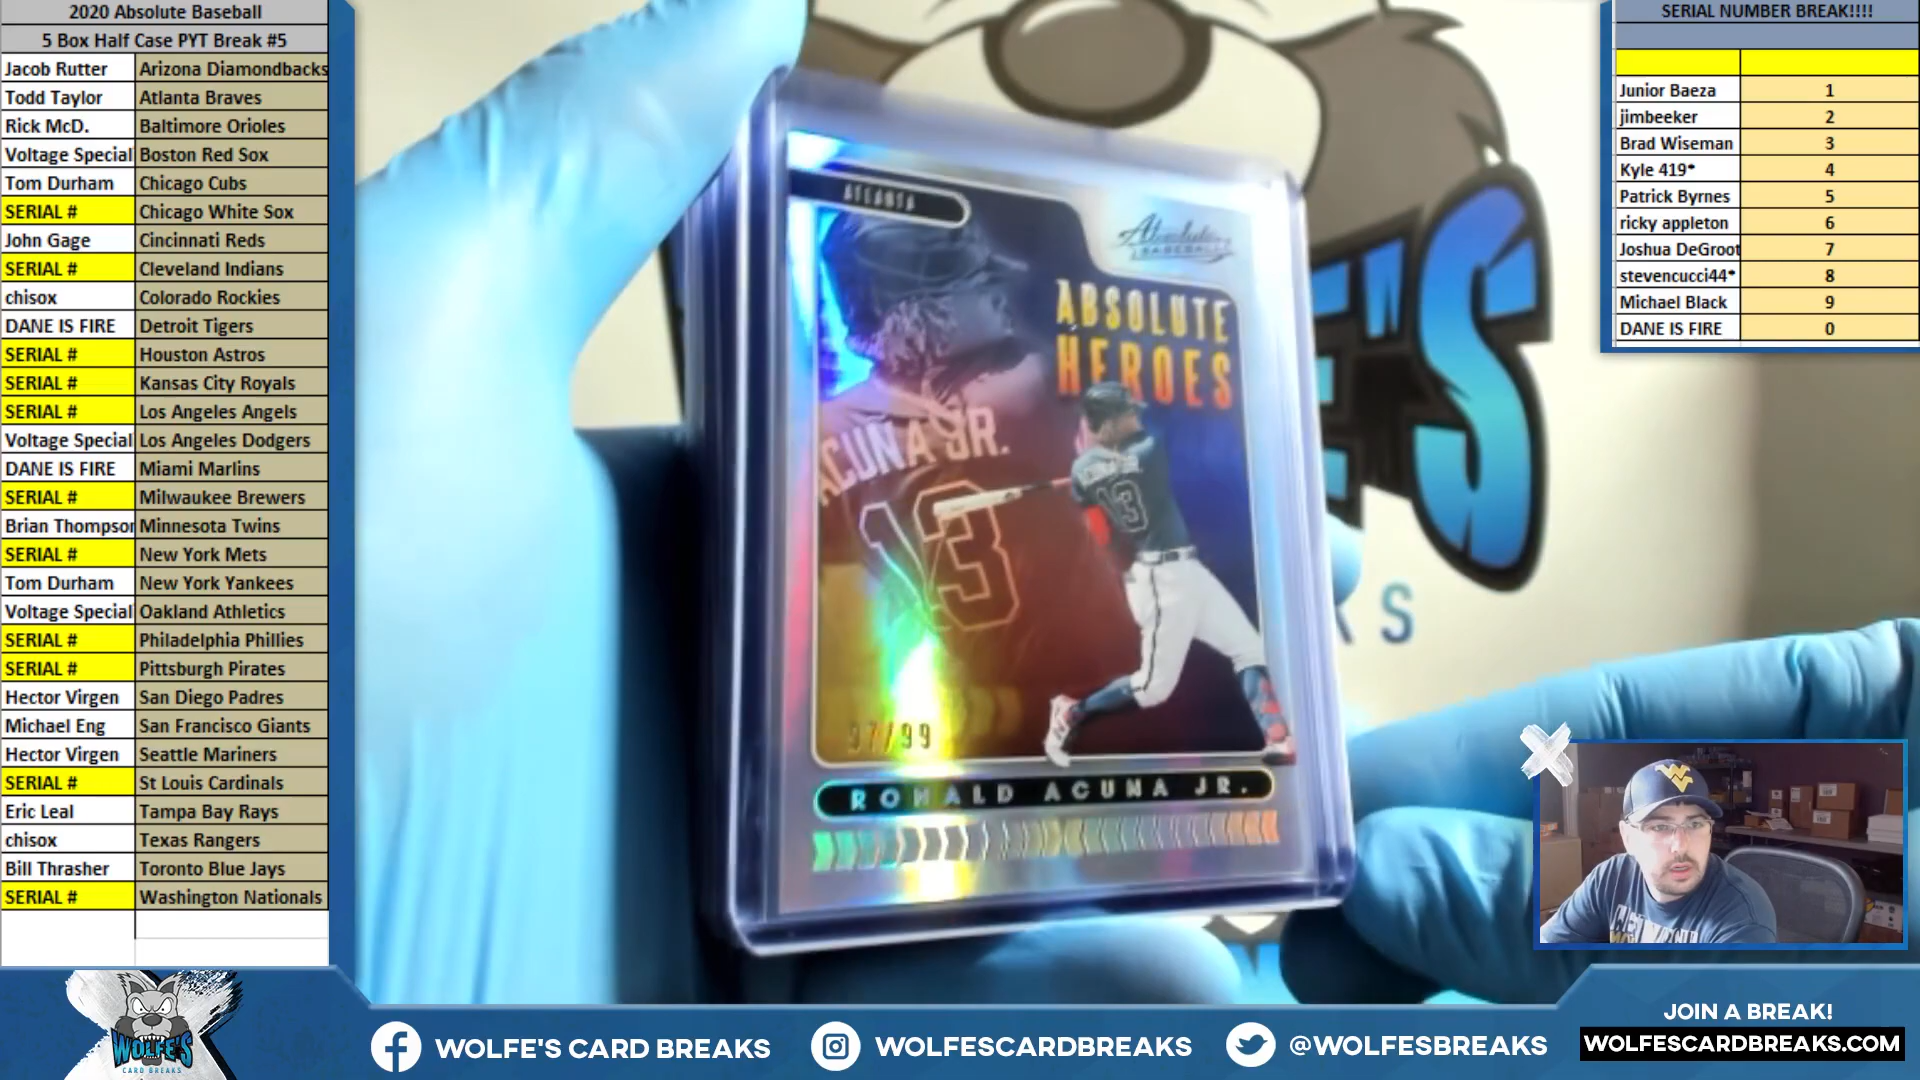 2020 Absolute Baseball
5 Box Half Case PYT Break #5
Jacob Rutter Arizona Diamondbacks
Todd Taylor Atlanta Braves
Rick McD. Baltimore Orioles
Voltage Special Boston Red Sox
Tom Durham Chicago Cubs
SERIAL # Chicago White Sox
John Gage Cincinnati Reds
SERIAL # Cleveland Indians
chisox Colorado Rockies
DANE IS FIRE Detroit Tigers
SERIAL # Houston Astros
SERIAL # Kansas City Royals
SERIAL # Los Angeles Angels
Voltage Special Los Angeles Dodgers
DANE IS FIRE Miami Marlins
SERIAL # Milwaukee Brewers
Brian Thompson Minnesota Twins
SERIAL # New York Mets
Tom Durham New York Yankees
Voltage Special Oakland Athletics
SERIAL # Philadelphia Phillies
SERIAL # Pittsburgh Pirates
Hector Virgen San Diego Padres
Michael Eng San Francisco Giants
Hector Virgen Seattle Mariners
SERIAL # St Louis Cardinals
Eric Leal Tampa Bay Rays
chisox Texas Rangers
Bill Thrasher Toronto Blue Jays
SERIAL # Washington Nationals
ATLANTA
Absolute
BASEBALL
ABSOLUTE
HEROES
ACUNA JR.
13
13
97/99
RONALD ACUNA JR.
SERIAL NUMBER BREAK!!!!
Junior Baeza 1
jimbeeker 2
Brad Wiseman 3
Kyle 419* 4
Patrick Byrnes 5
ricky appleton 6
Joshua DeGroot 7
stevencucci44* 8
Michael Black 9
DANE IS FIRE 0
WOLFE'S
CARD BREAKS
WOLFE'S CARD BREAKS
WOLFESCARDBREAKS
@WOLFESBREAKS
JOIN A BREAK!
WOLFESCARDBREAKS.COM